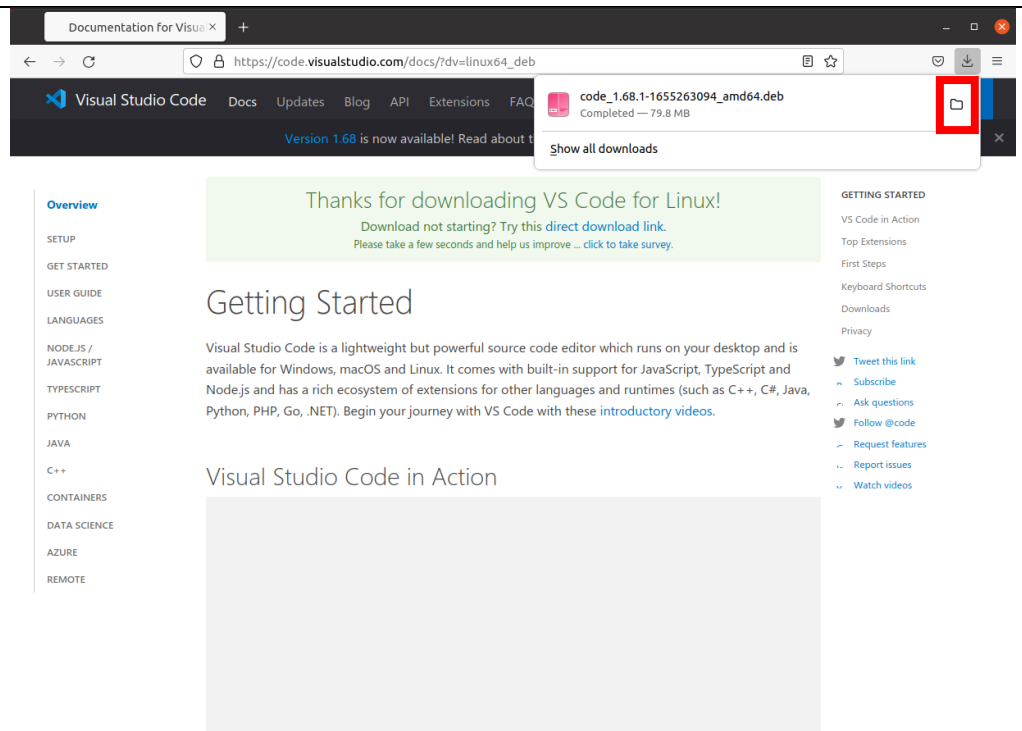 Documentation for Visua
https://code.visualstudio.com/docs/?dv=linux64_deb
Visual Studio Code Docs Updates Blog API Extensions FAQ
Version 1.68 is now available! Read about t
code_1.68.1-1655263094_amd64.deb
Completed — 79.8 MB
Show all downloads
Overview
SETUP
GET STARTED
USER GUIDE
LANGUAGES
NODE.JS /
JAVASCRIPT
TYPESCRIPT
PYTHON
JAVA
C++
CONTAINERS
DATA SCIENCE
AZURE
REMOTE
Thanks for downloading VS Code for Linux!
Download not starting? Try this direct download link.
Please take a few seconds and help us improve ... click to take survey.
Getting Started
Visual Studio Code is a lightweight but powerful source code editor which runs on your desktop and is
available for Windows, macOS and Linux. It comes with built-in support for JavaScript, TypeScript and
Node.js and has a rich ecosystem of extensions for other languages and runtimes (such as C++, C#, Java,
Python, PHP, Go, .NET). Begin your journey with VS Code with these introductory videos.
Visual Studio Code in Action
GETTING STARTED
VS Code in Action
Top Extensions
First Steps
Keyboard Shortcuts
Downloads
Privacy
Tweet this link
Subscribe
Ask questions
Follow @code
Request features
Report issues
Watch videos